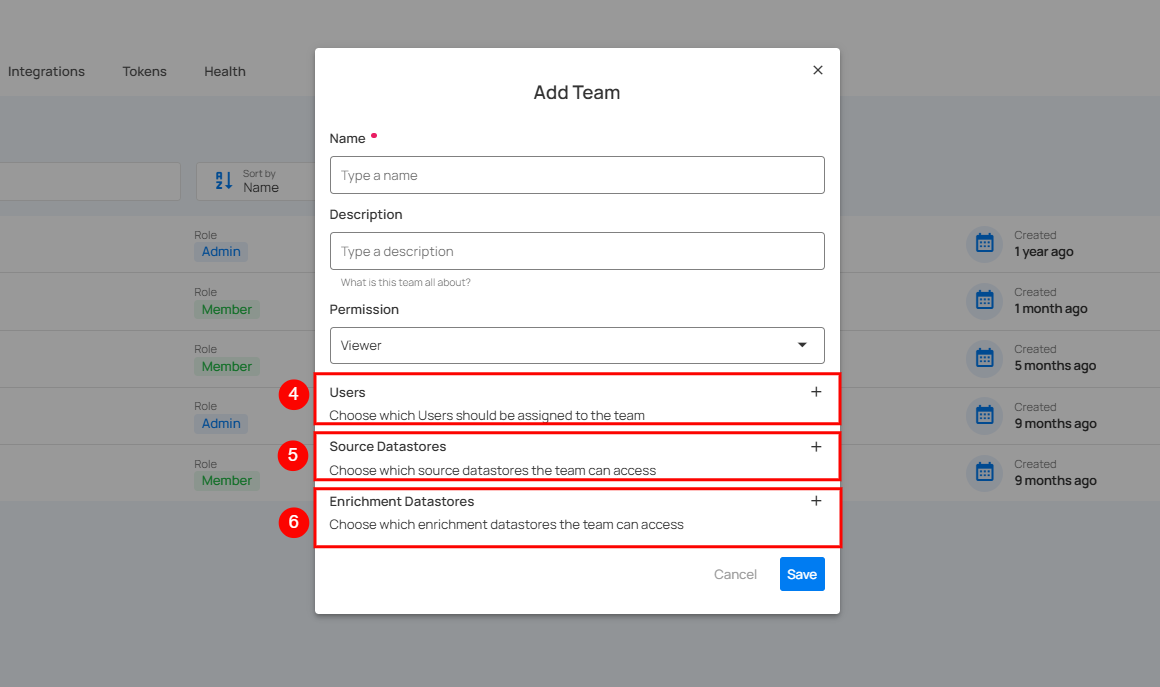 Integrations Tokens Health
Sort by
Name
Role
Admin
Created
1 year ago
Role
Member
Created
1 month ago
Role
Member
Created
5 months ago
Role
Admin
Created
9 months ago
Role
Member
Created
9 months ago
Add Team
Name
Type a name
Description
Type a description
What is this team all about?
Permission
Viewer
4
Users
Choose which Users should be assigned to the team
5
Source Datastores
Choose which source datastores the team can access
6
Enrichment Datastores
Choose which enrichment datastores the team can access
Cancel Save